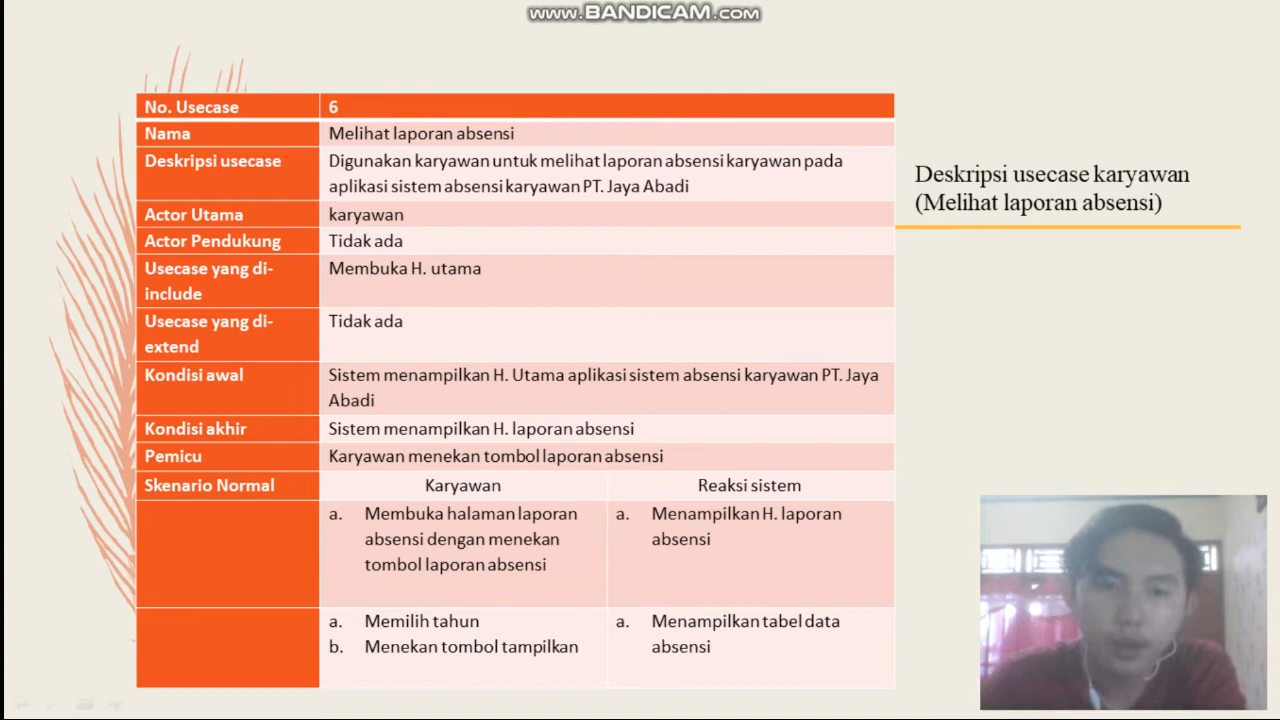 www.BANDICAM.com
No. Usecase 6
Nama Melihat laporan absensi
Deskripsi usecase Digunakan karyawan untuk melihat laporan absensi karyawan pada
aplikasi sistem absensi karyawan PT. Jaya Abadi
Actor Utama karyawan
Actor Pendukung Tidak ada
Usecase yang di- Membuka H. utama
include
Usecase yang di- Tidak ada
extend
Kondisi awal Sistem menampilkan H. Utama aplikasi sistem absensi karyawan PT. Jaya
Abadi
Kondisi akhir Sistem menampilkan H. laporan absensi
Pemicu Karyawan menekan tombol laporan absensi
Skenario Normal Karyawan Reaksi sistem
a. Membuka halaman laporan a. Menampilkan H. laporan
absensi dengan menekan absensi
tombol laporan absensi
a. Memilih tahun a. Menampilkan tabel data
b. Menekan tombol tampilkan absensi
Deskripsi usecase karyawan
(Melihat laporan absensi)